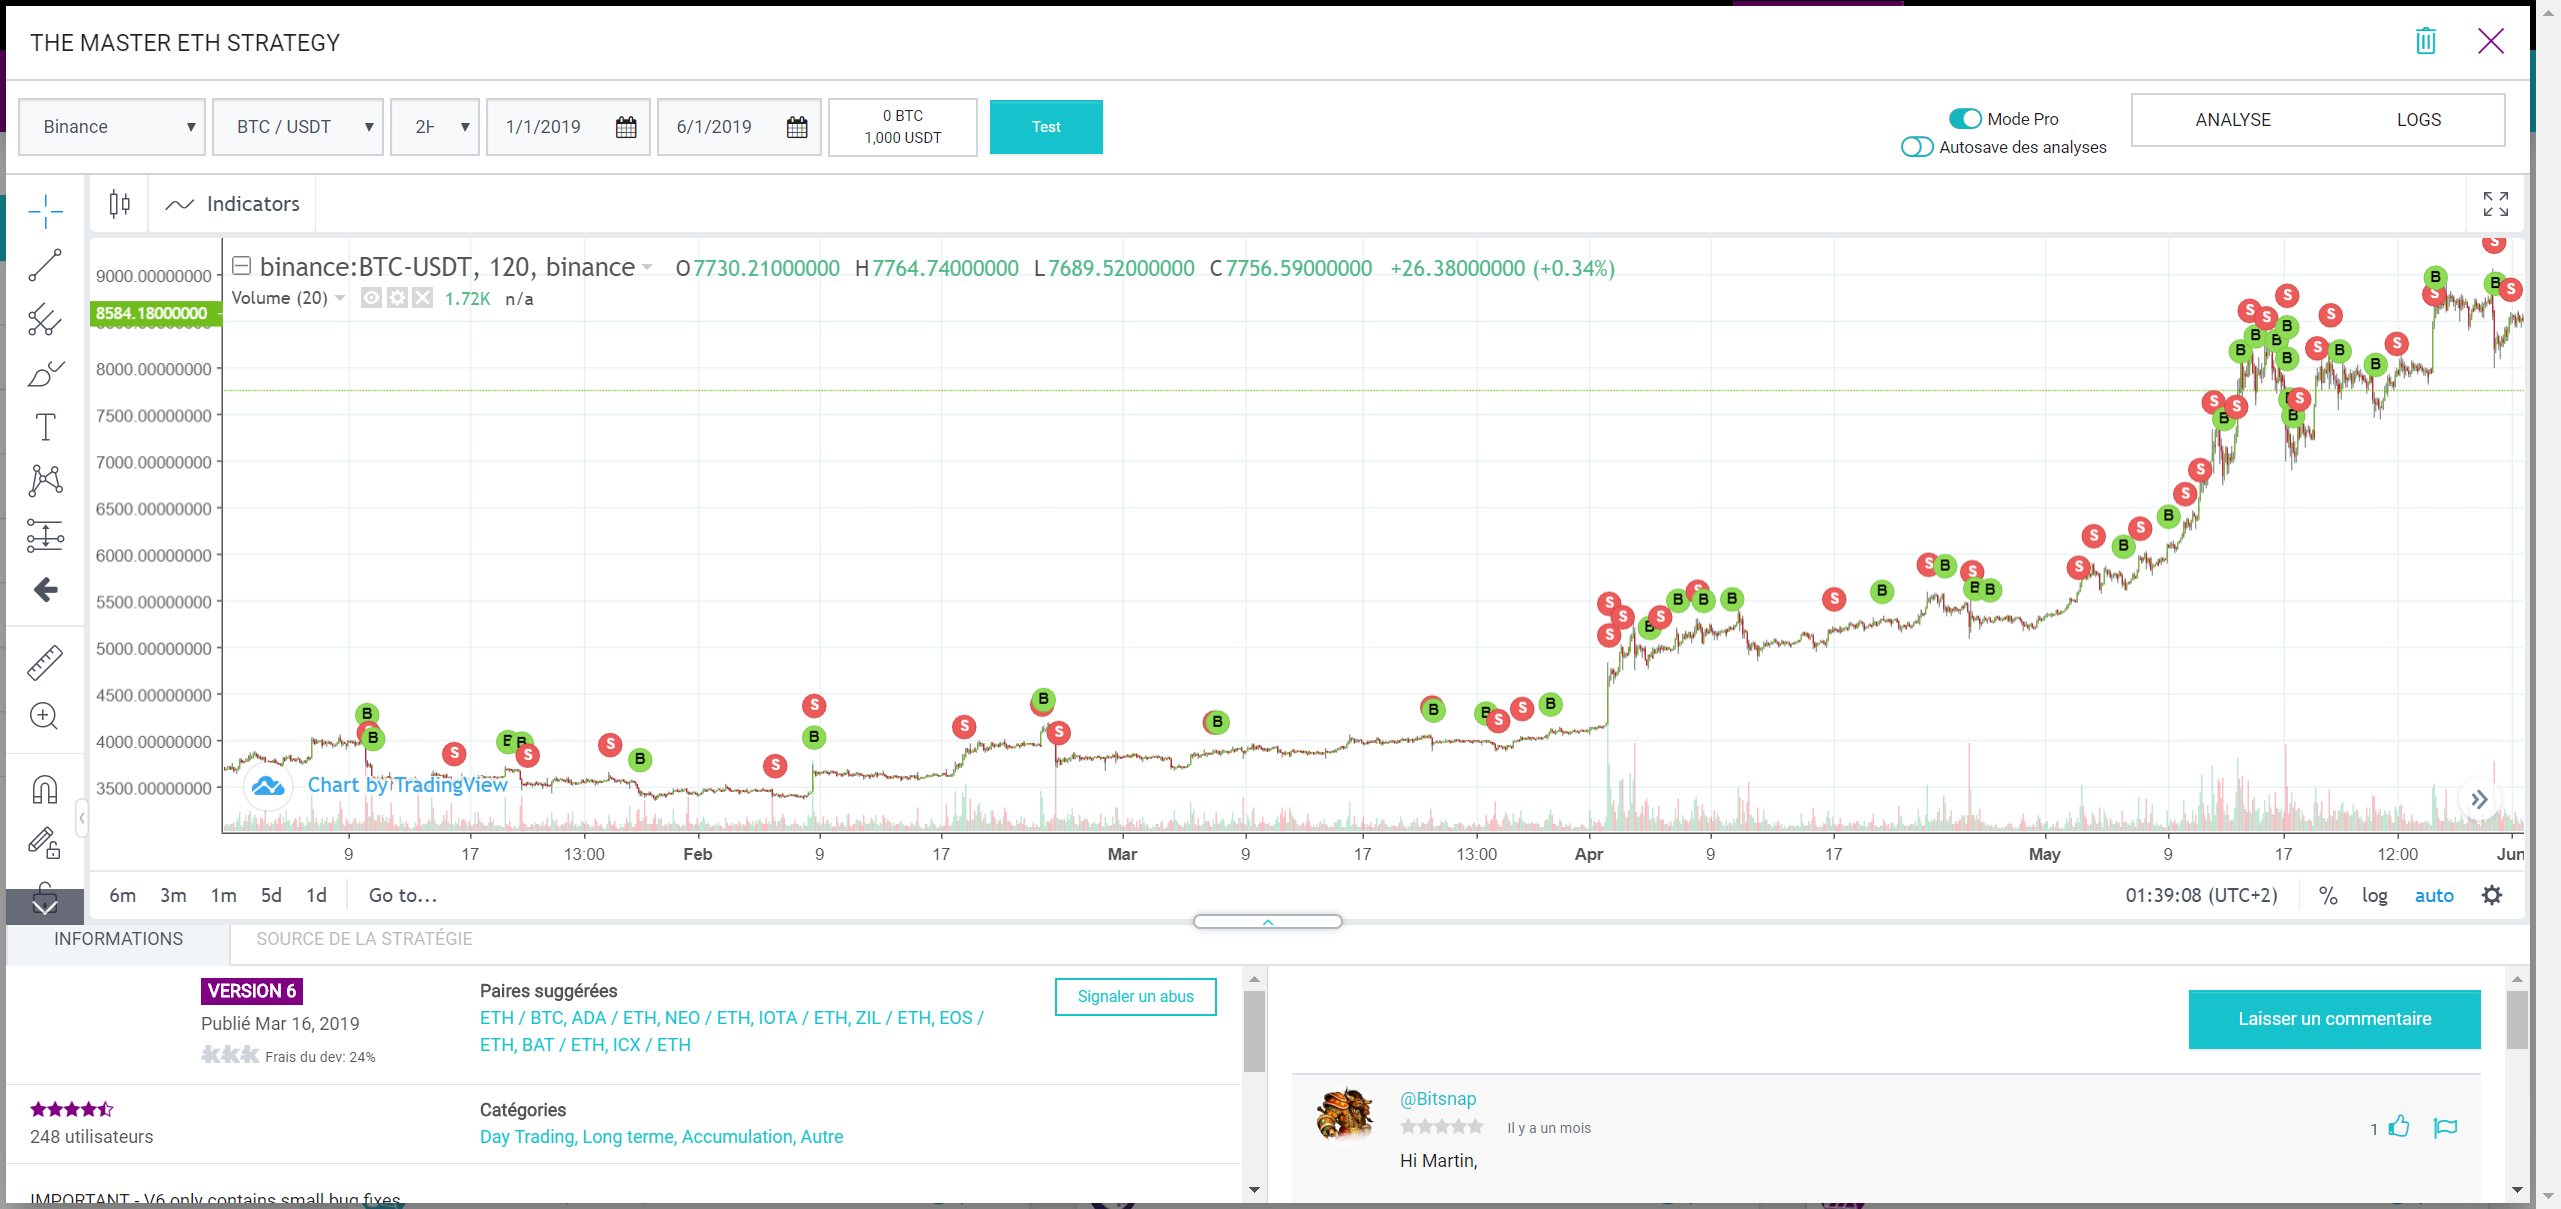 THE MASTER ETH STRATEGY
Binance
BTC / USDT
2H
1/1/2019
6/1/2019
0 BTC
1,000 USDT
Test
Mode Pro
Autosave des analyses
ANALYSE
LOGS
Indicators
binance:BTC-USDT, 120, binance O7730.21000000 H7764.74000000 L7689.52000000 C7756.59000000 +26.38000000 (+0.34%)
Volume (20) 1.72K n/a
9000.00000000
8584.18000000
8000.00000000
7500.00000000
7000.00000000
6500.00000000
6000.00000000
5500.00000000
5000.00000000
4500.00000000
4000.00000000
3500.00000000
Chart by TradingView
9 17 13:00 Feb 9 17 Mar 9 17 13:00 Apr 9 17 May 9 17 12:00 Jun
6m 3m 1m 5d 1d Go to...
01:39:08 (UTC+2) % log auto
INFORMATIONS
SOURCE DE LA STRATÉGIE
VERSION 6
Publié Mar 16, 2019
Frais du dev: 24%
Paires suggérées
ETH / BTC, ADA / ETH, NEO / ETH, IOTA / ETH, ZIL / ETH, EOS /
ETH, BAT / ETH, ICX / ETH
Signaler un abus
248 utilisateurs
Catégories
Day Trading, Long terme, Accumulation, Autre
IMPORTANT - V6 only contains small bug fixes
Laisser un commentaire
@Bitsnap
Il y a un mois
1
Hi Martin,